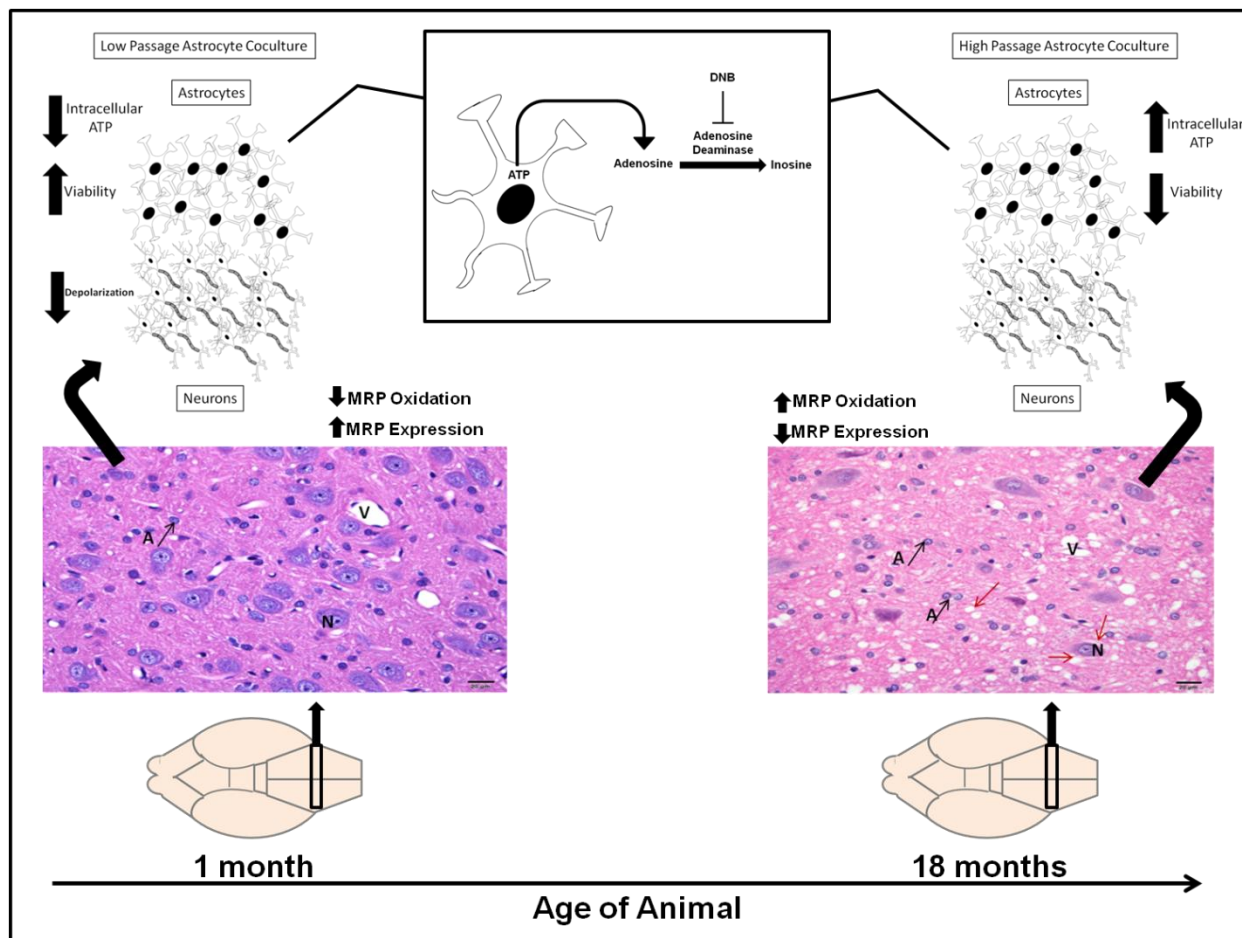 Low Passage Astrocyte Coculture
Astrocytes
Intracellular
ATP
Viability
Depolarization
Neurons
MRP Oxidation
MRP Expression
ATP
Adenosine
DNB
Adenosine
Deaminase
Inosine
High Passage Astrocyte Coculture
Astrocytes
Intracellular
ATP
Viability
Neurons
MRP Oxidation
MRP Expression
A
V
N
A
V
A
N
1 month
18 months
Age of Animal